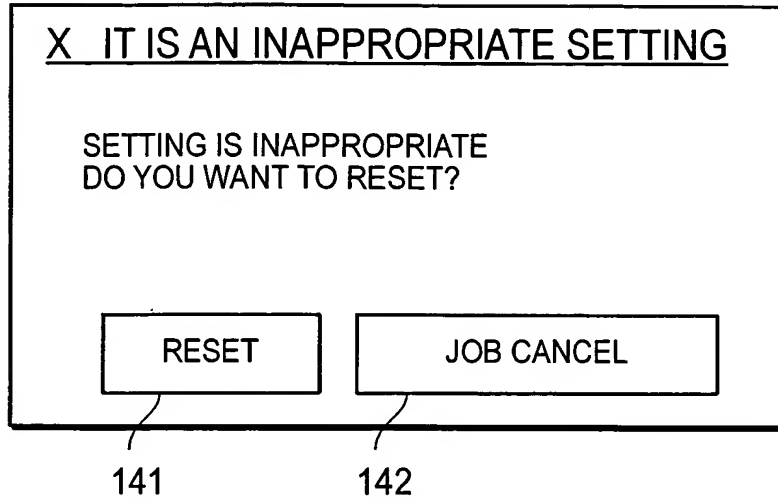 X IT IS AN INAPPROPRIATE SETTING
SETTING IS INAPPROPRIATE
DO YOU WANT TO RESET?
RESET
JOB CANCEL
141
142